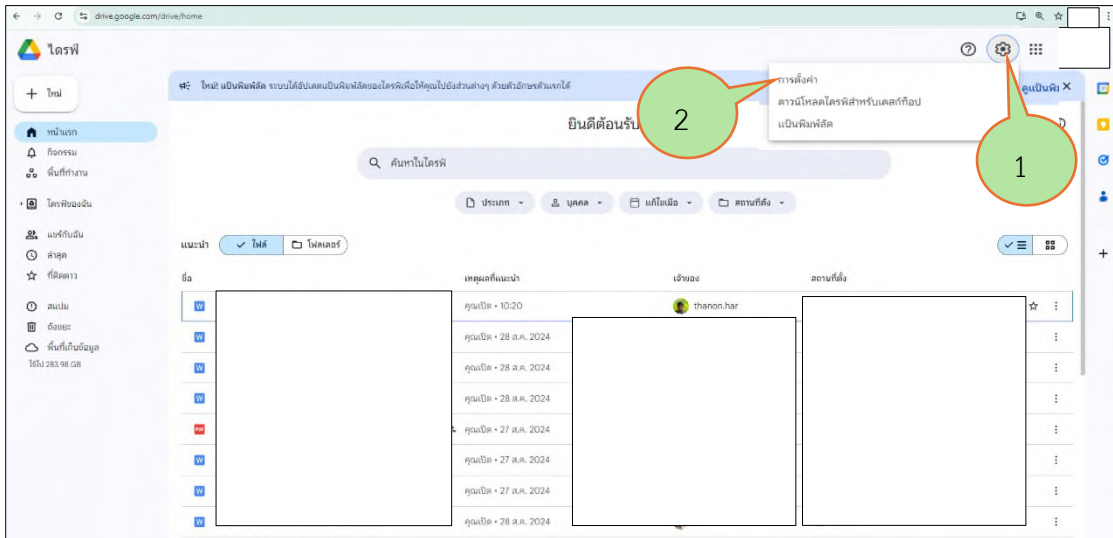 drive.google.com/drive/home
ไดรฟ์
ใหม่
ใหม่! แป้นพิมพ์ลัด ระบบได้อัปเดตแป้นพิมพ์ลัดของไดรฟ์เพื่อให้คุณไปยังส่วนต่างๆ ด้วยตัวอักษรตัวแรกได้
การตั้งค่า
ดาวน์โหลดไดรฟ์สำหรับเดสก์ท็อป
แป้นพิมพ์ลัด
1
2
หน้าแรก
กิจกรรม
พื้นที่ทำงาน
ไดรฟ์ของฉัน
แชร์กับฉัน
ล่าสุด
ที่ติดดาว
สแปม
ถังขยะ
พื้นที่เก็บข้อมูล
ใช้ไป 283.98 GB
ยินดีต้อนรับ
ค้นหาในไดรฟ์
ประเภท บุคคล แก้ไขเมื่อ สถานที่ตั้ง
แนะนำ ไฟล์ โฟลเดอร์
ชื่อ เหตุผลที่แนะนำ เจ้าของ สถานที่ตั้ง
W คุณเปิด • 10:20 thanon.har
W คุณเปิด • 28 ส.ค. 2024
W คุณเปิด • 28 ส.ค. 2024
W คุณเปิด • 28 ส.ค. 2024
PDF คุณเปิด • 27 ส.ค. 2024
W คุณเปิด • 27 ส.ค. 2024
W คุณเปิด • 27 ส.ค. 2024
W คุณเปิด • 28 ส.ค. 2024